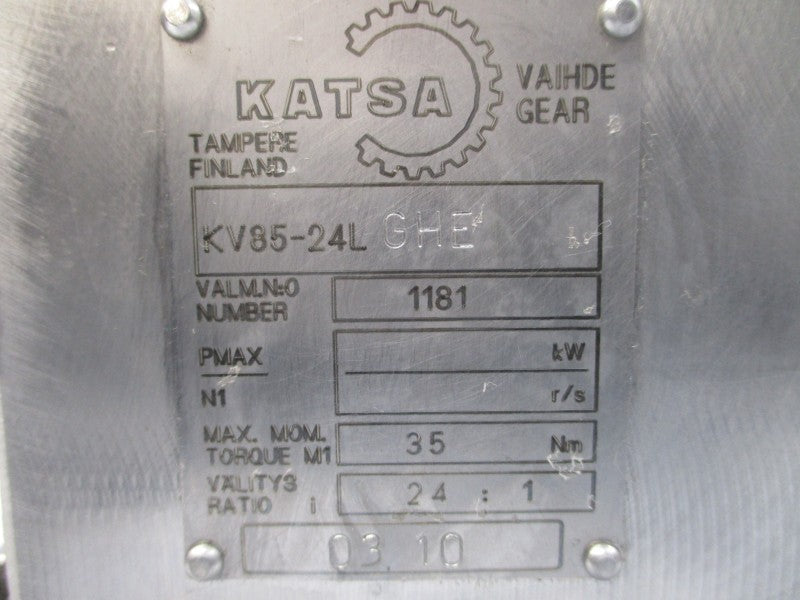 KATSA
VAIHDE
GEAR
TAMPERE
FINLAND
KV85-24L GHE
VALM.N:O
NUMBER
1181
PMAX
kW
N1
r/s
MAX. MOM.
TORQUE M1
35 Nm
VÄLITYS
RATIO i
24 : 1
03 10